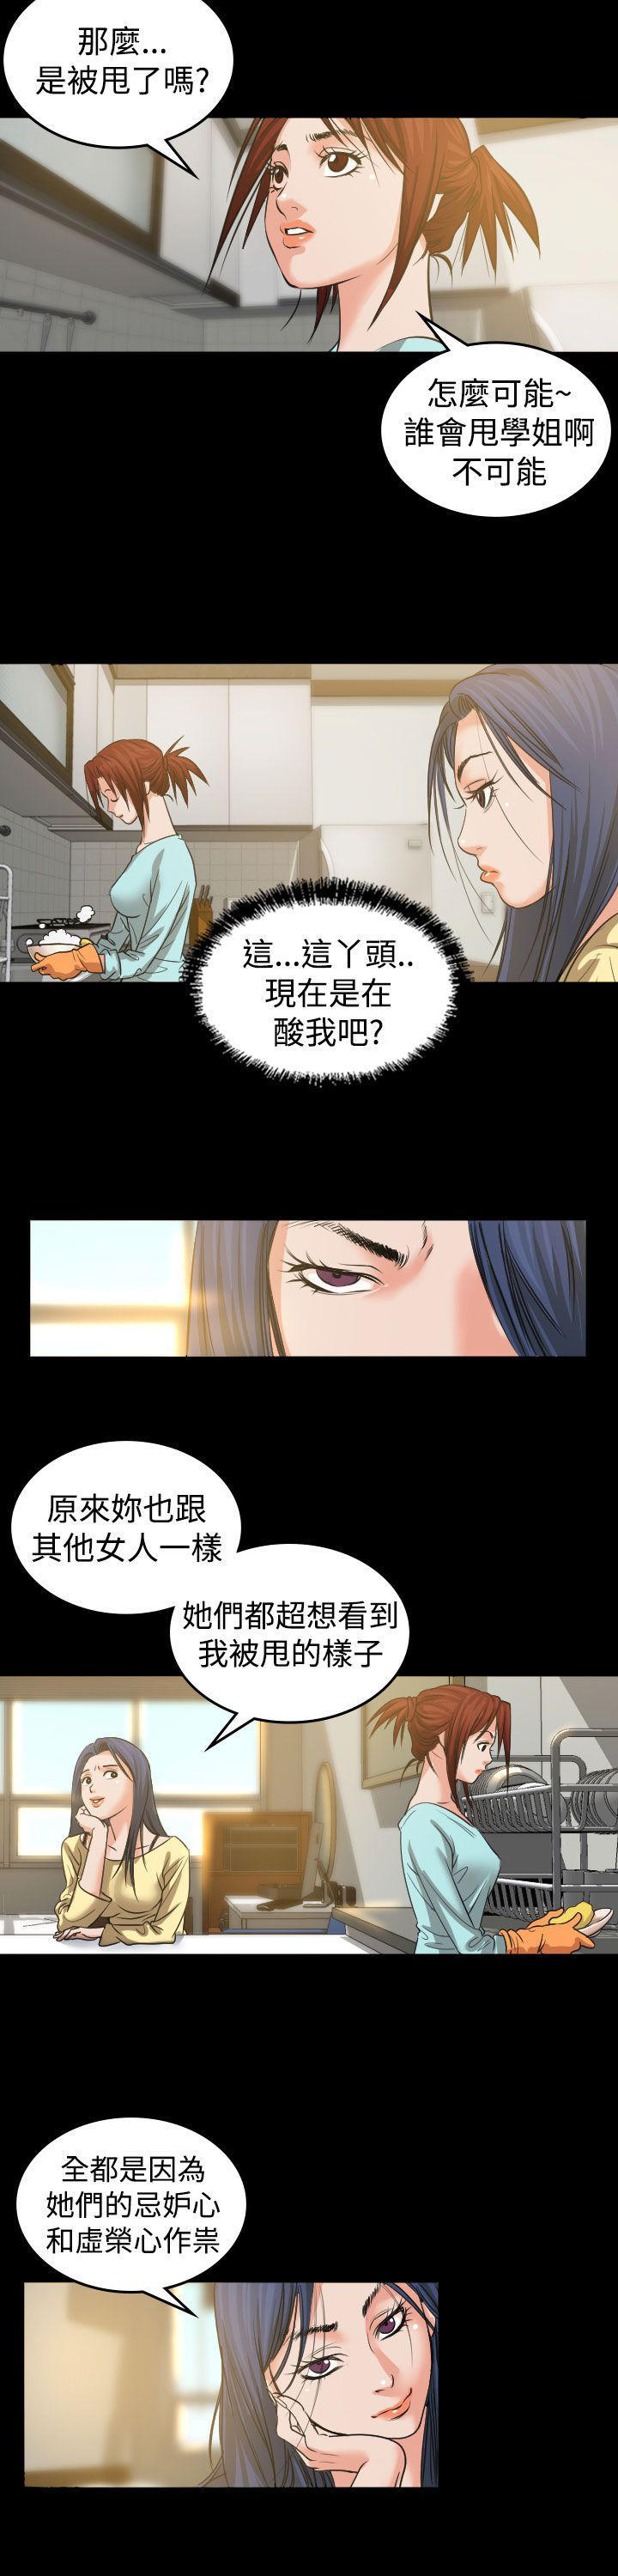 那麼...
是被甩了嗎?
怎麼可能~
誰會甩學姐啊
不可能
這...這丫頭..
現在是在
酸我吧?
原來妳也跟
其他女人一樣
她們都超想看到
我被甩的樣子
全都是因為
她們的忌妒心
和虛榮心作祟